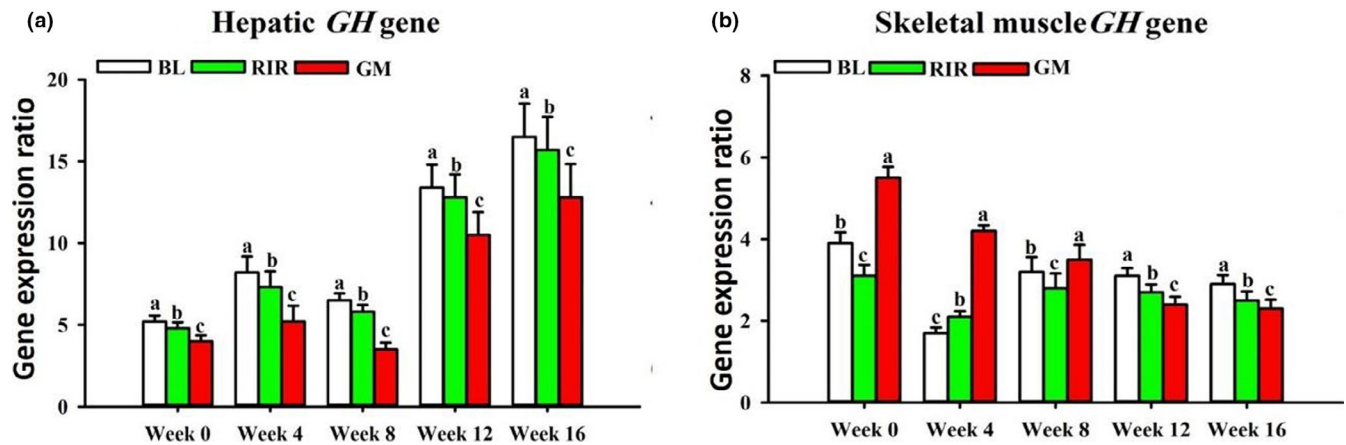 (a) Hepatic GH gene
BL RIR GM
Gene expression ratio
20
15
10
5
0
a b c
a b c
a b c
a b c
a b c
Week 0 Week 4 Week 8 Week 12 Week 16
(b) Skeletal muscle GH gene
BL RIR GM
Gene expression ratio
8
6
4
2
0
b c a
c b a
b c a
a b c
a b c
Week 0 Week 4 Week 8 Week 12 Week 16